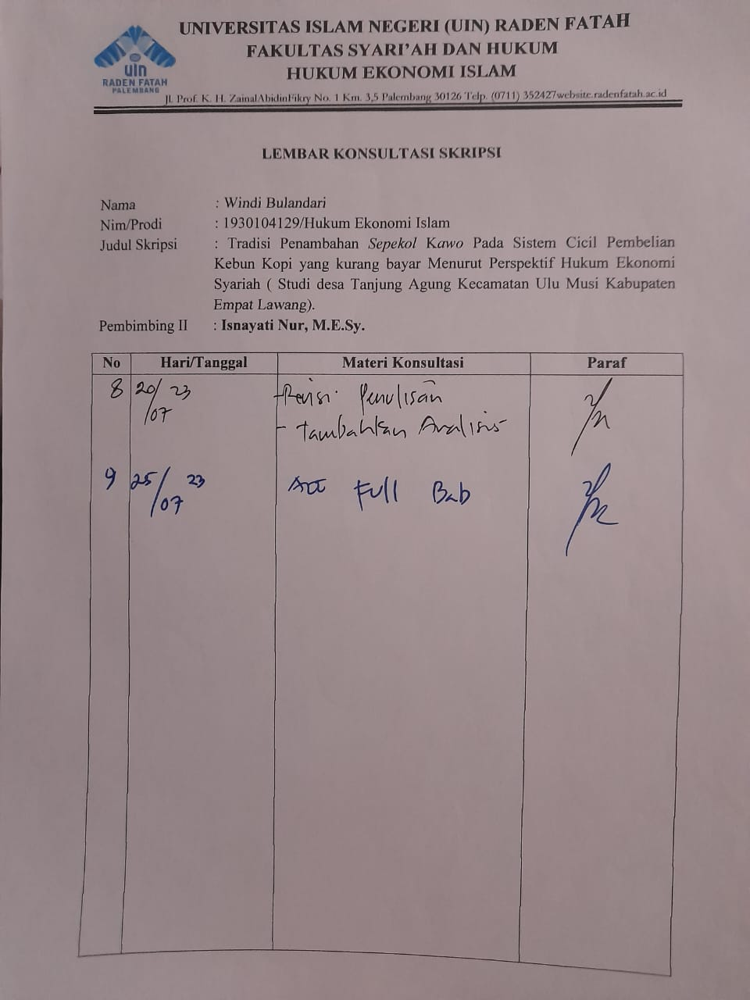 UNIVERSITAS ISLAM NEGERI (UIN) RADEN FATAH
FAKULTAS SYARI'AH DAN HUKUM
HUKUM EKONOMI ISLAM
uin
RADEN FATAH
PALEMBANG
Jl. Prof. K. H. ZainalAbidinFikry No. 1 Km. 3,5 Palembang 30126 Telp. (0711) 352427website.radenfatah.ac.id
LEMBAR KONSULTASI SKRIPSI
Nama : Windi Bulandari
Nim/Prodi : 1930104129/Hukum Ekonomi Islam
Judul Skripsi : Tradisi Penambahan Sepekol Kawo Pada Sistem Cicil Pembelian
Kebun Kopi yang kurang bayar Menurut Perspektif Hukum Ekonomi
Syariah ( Studi desa Tanjung Agung Kecamatan Ulu Musi Kabupaten
Empat Lawang).
Pembimbing II : Isnayati Nur, M.E.Sy.
No Hari/Tanggal Materi Konsultasi Paraf
8 20/07 23 - Revisi Penulisan
- Tambahkan Analisis
9 25/07 23 Acc Full Bab